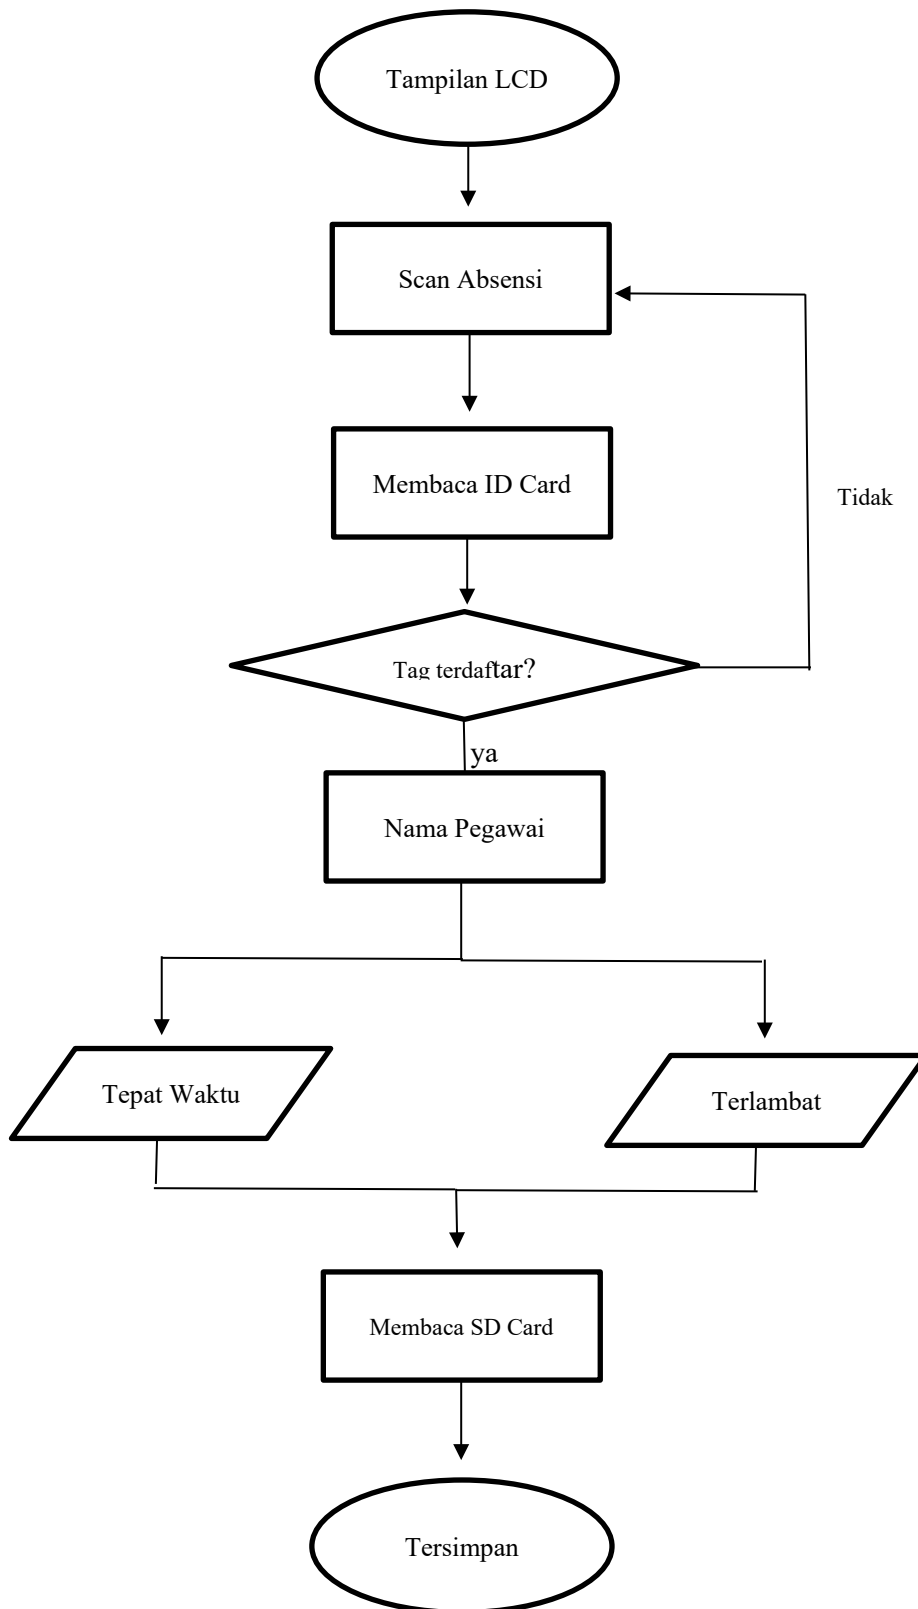 Tampilan LCD
Scan Absensi
Membaca ID Card
Tidak
Tag terdaftar?
ya
Nama Pegawai
Tepat Waktu
Terlambat
Membaca SD Card
Tersimpan